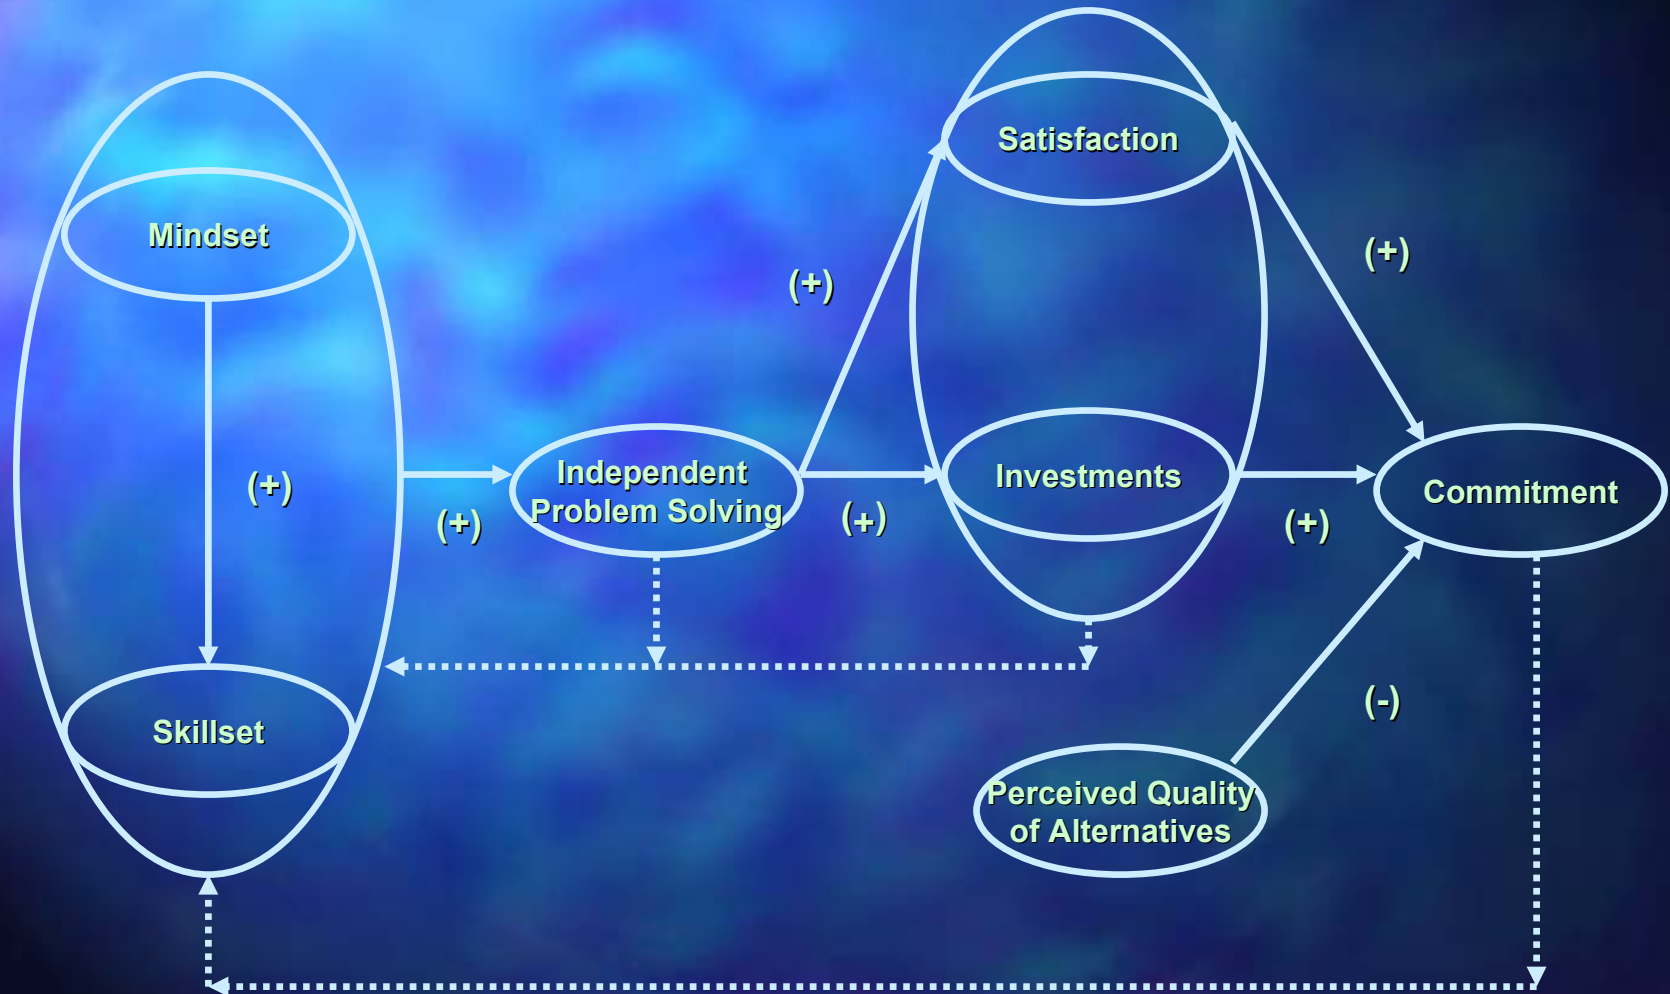 Satisfaction
Mindset
(+)
(+)
Independent
Problem Solving
Investments
Commitment
(+)
(+)
(+)
(+)
(-)
Skillset
Perceived Quality
of Alternatives